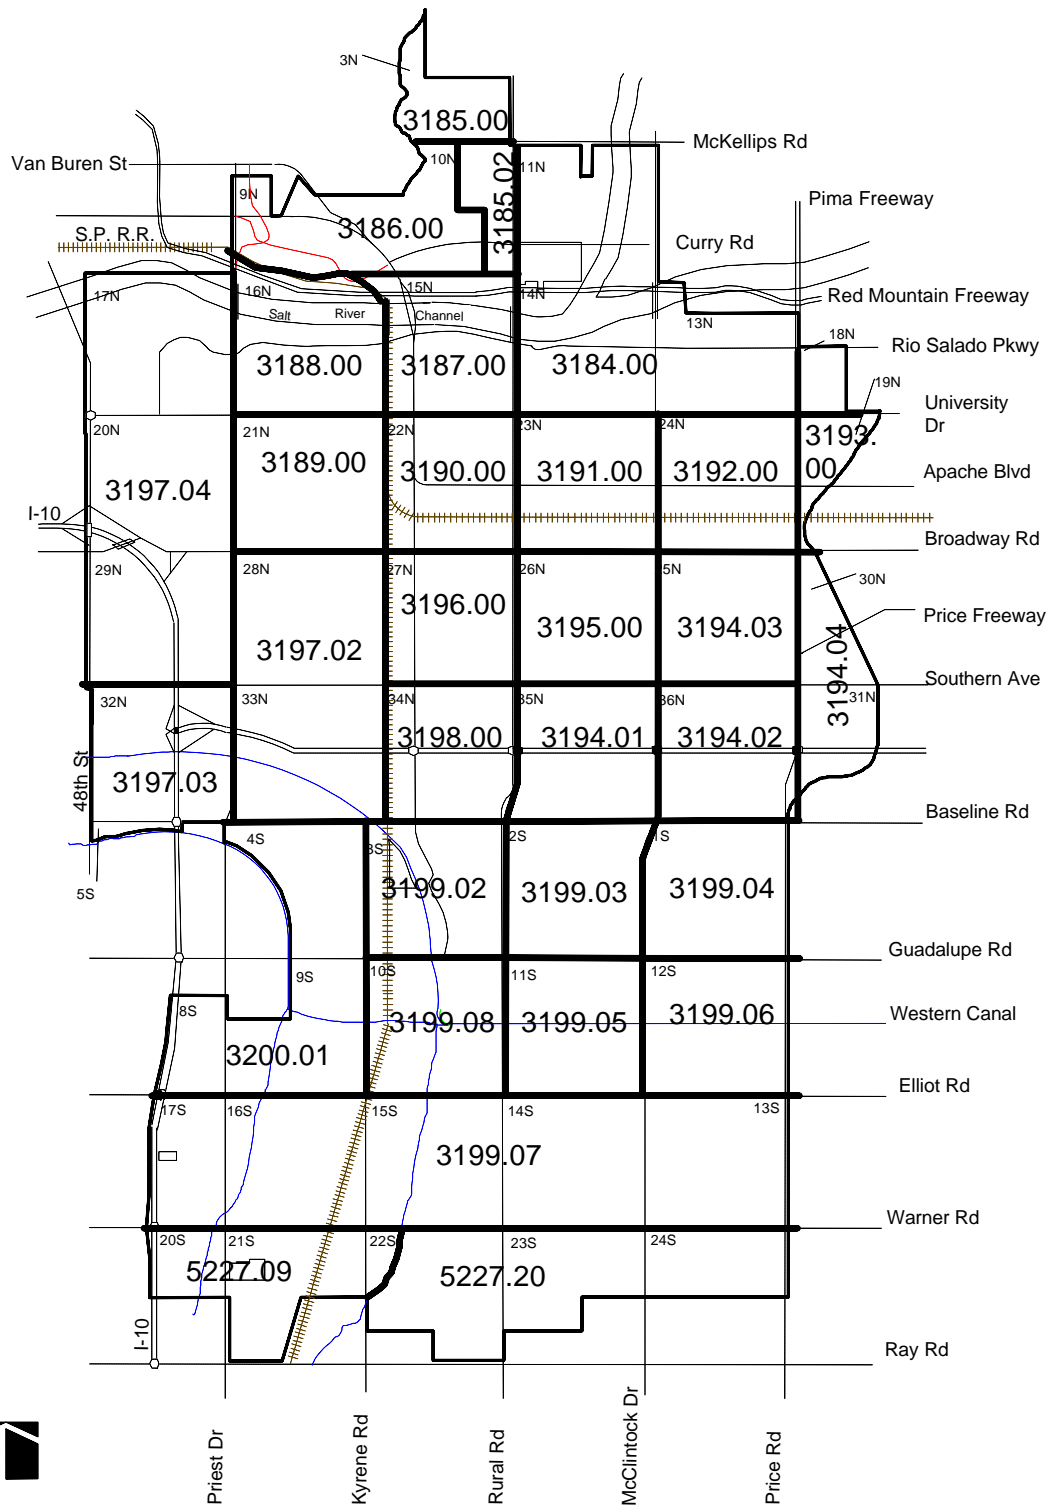 3N
3185.00
McKellips Rd
Van Buren St
10N
3185.02
11N
9N
Pima Freeway
3186.00
S.P. R.R.
Curry Rd
17N
16N
15N
14N
Red Mountain Freeway
Salt River Channel
13N
18N
Rio Salado Pkwy
3188.00
3187.00
3184.00
19N
University
Dr
20N
21N
22N
23N
24N
3193.
00
3189.00
3190.00
3191.00
3192.00
Apache Blvd
3197.04
I-10
Broadway Rd
29N
28N
27N
26N
5N
30N
3196.00
Price Freeway
3195.00
3194.03
3197.02
3194.04
Southern Ave
32N
33N
34N
35N
36N
31N
3198.00
3194.01
3194.02
48th St
3197.03
Baseline Rd
4S
3S
2S
1S
5S
3199.02
3199.03
3199.04
Guadalupe Rd
9S
10S
11S
12S
8S
3199.08
3199.05
3199.06
Western Canal
3200.01
Elliot Rd
17S
16S
15S
14S
13S
3199.07
Warner Rd
20S
21S
22S
23S
24S
5227.09
5227.20
I-10
Ray Rd
Priest Dr
Kyrene Rd
Rural Rd
McClintock Dr
Price Rd